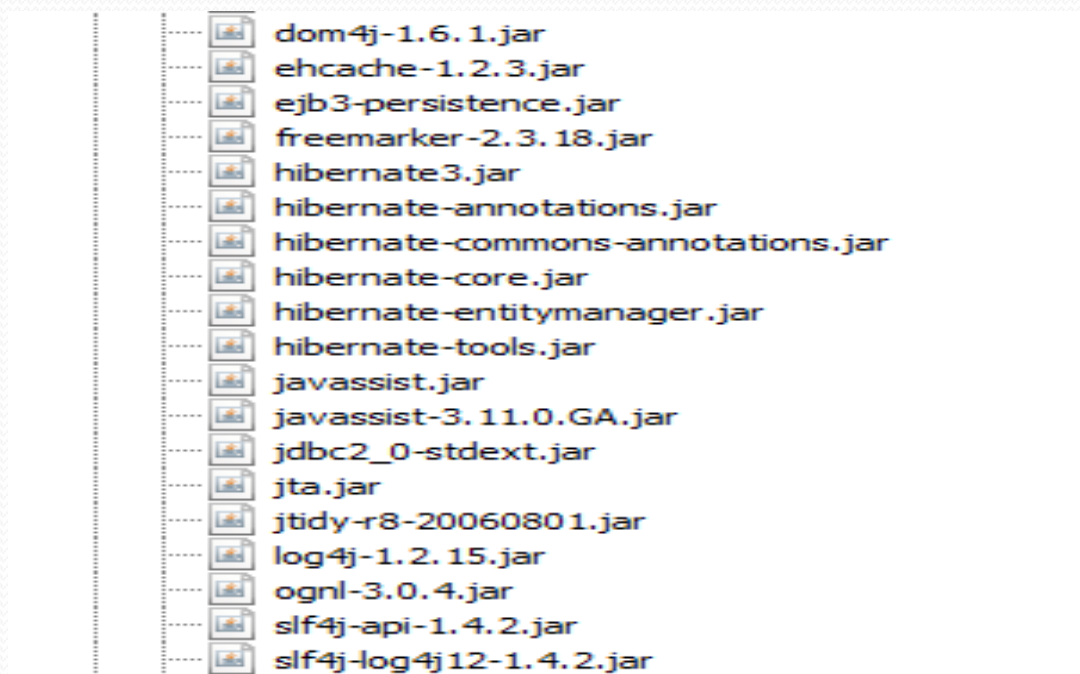 dom4j-1.6.1.jar
ehcache-1.2.3.jar
ejb3-persistence.jar
freemarker-2.3.18.jar
hibernate3.jar
hibernate-annotations.jar
hibernate-commons-annotations.jar
hibernate-core.jar
hibernate-entitymanager.jar
hibernate-tools.jar
javassist.jar
javassist-3.11.0.GA.jar
jdbc2_0-stdext.jar
jta.jar
jtidy-r8-20060801.jar
log4j-1.2.15.jar
ognl-3.0.4.jar
slf4j-api-1.4.2.jar
slf4j-log4j12-1.4.2.jar